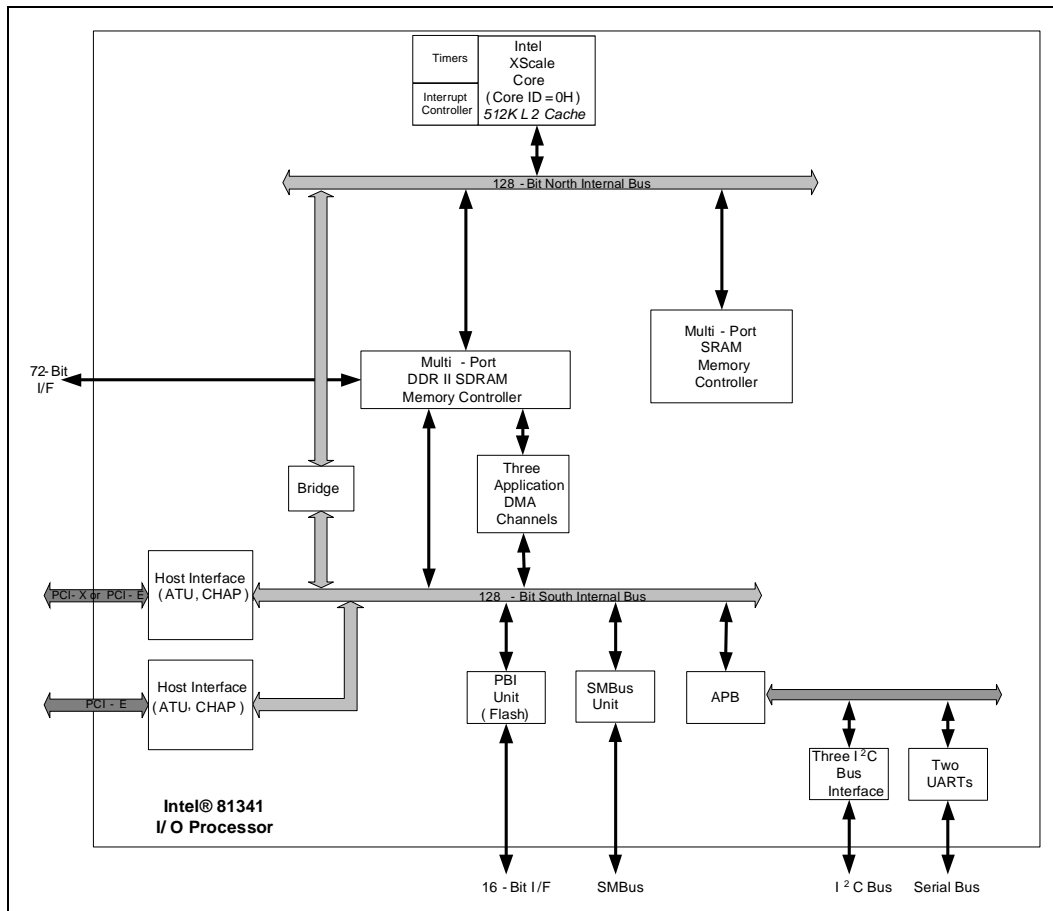 Timers
Interrupt
Controller
Intel
XScale
Core
(Core ID = 0H)
512K L2 Cache
128 - Bit North Internal Bus
Multi - Port
SRAM
Memory
Controller
72- Bit
I/F
Multi - Port
DDR II SDRAM
Memory Controller
Bridge
Three
Application
DMA
Channels
PCI- X or PCI - E
Host Interface
(ATU, CHAP)
128 - Bit South Internal Bus
PCI - E
Host Interface
(ATU, CHAP)
PBI
Unit
(Flash)
SMBus
Unit
APB
Three I²C
Bus
Interface
Two
UARTs
Intel® 81341
I/O Processor
16 - Bit I/F
SMBus
I²C Bus
Serial Bus